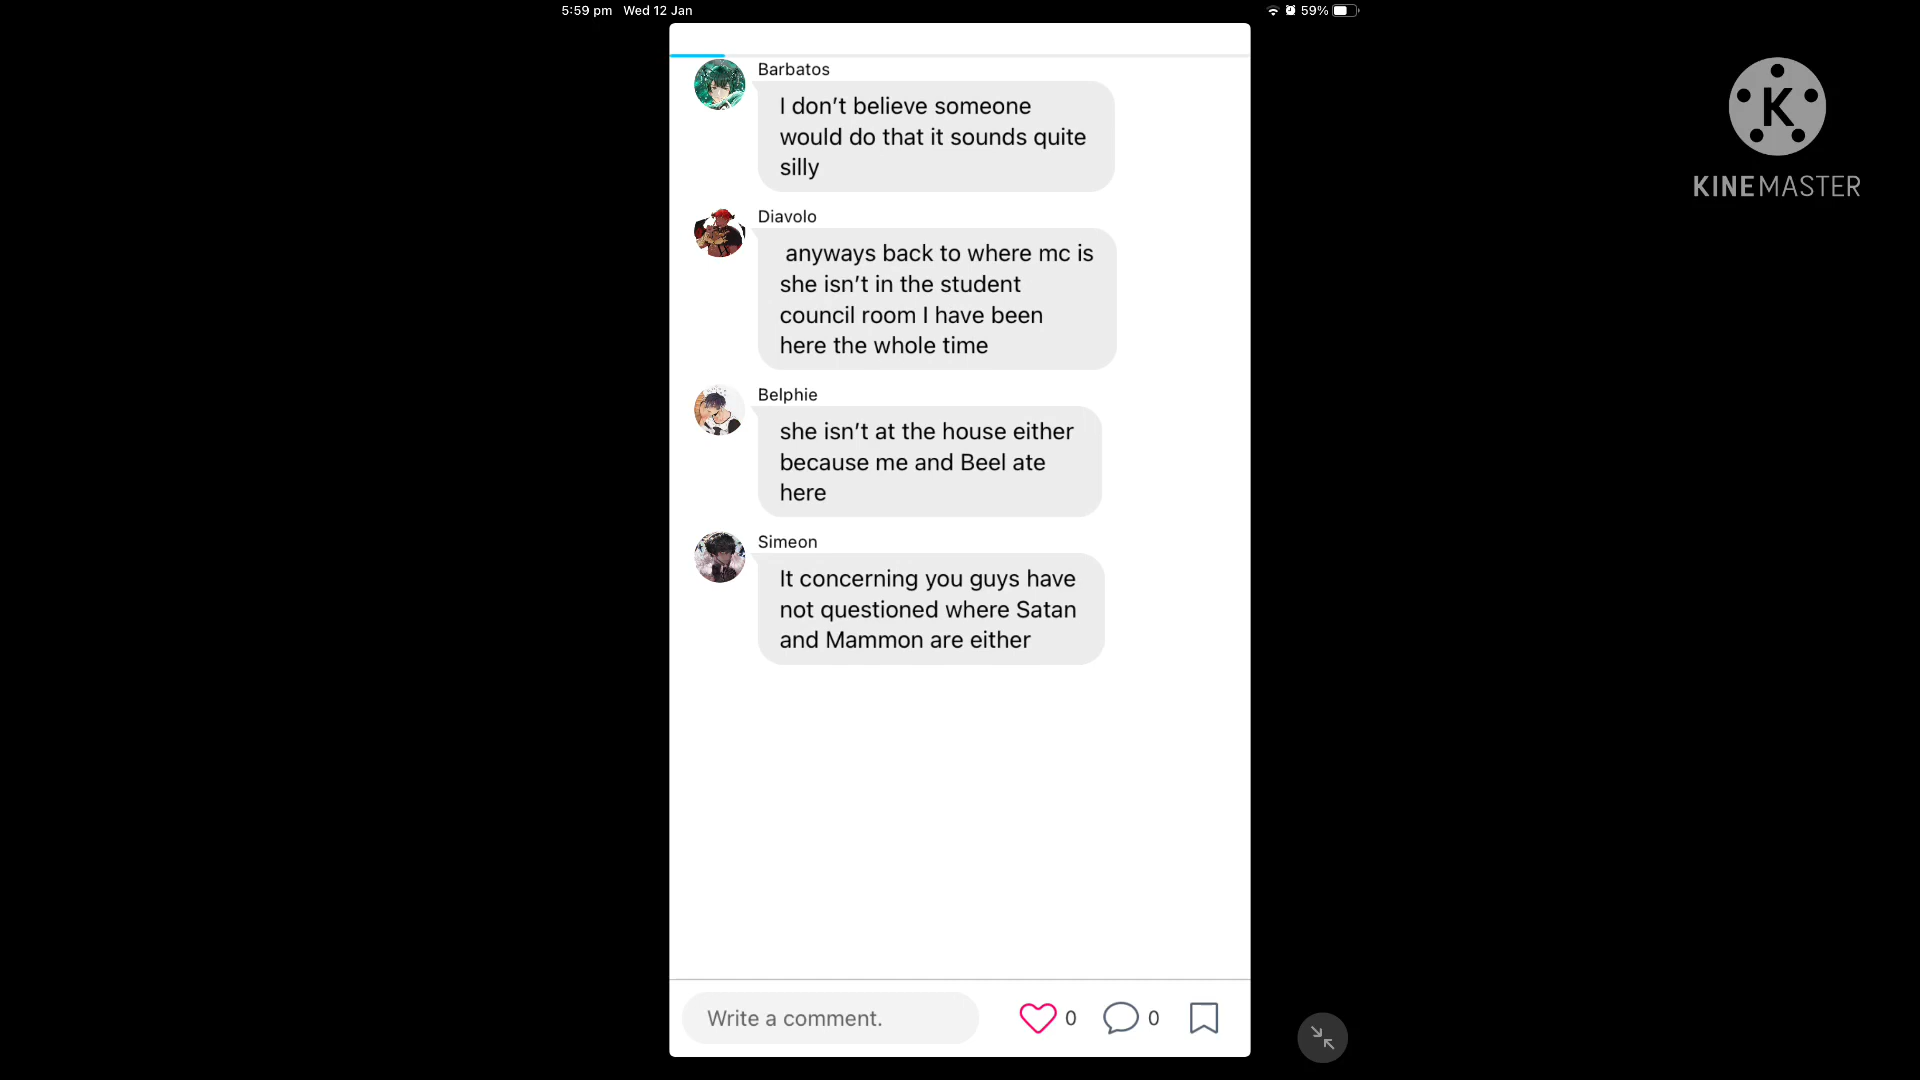 5:59 pm Wed 12 Jan
59%
K
KINEMASTER
Barbatos
I don’t believe someone
would do that it sounds quite
silly
Diavolo
anyways back to where mc is
she isn’t in the student
council room I have been
here the whole time
Belphie
she isn’t at the house either
because me and Beel ate
here
Simeon
It concerning you guys have
not questioned where Satan
and Mammon are either
Write a comment.
0
0